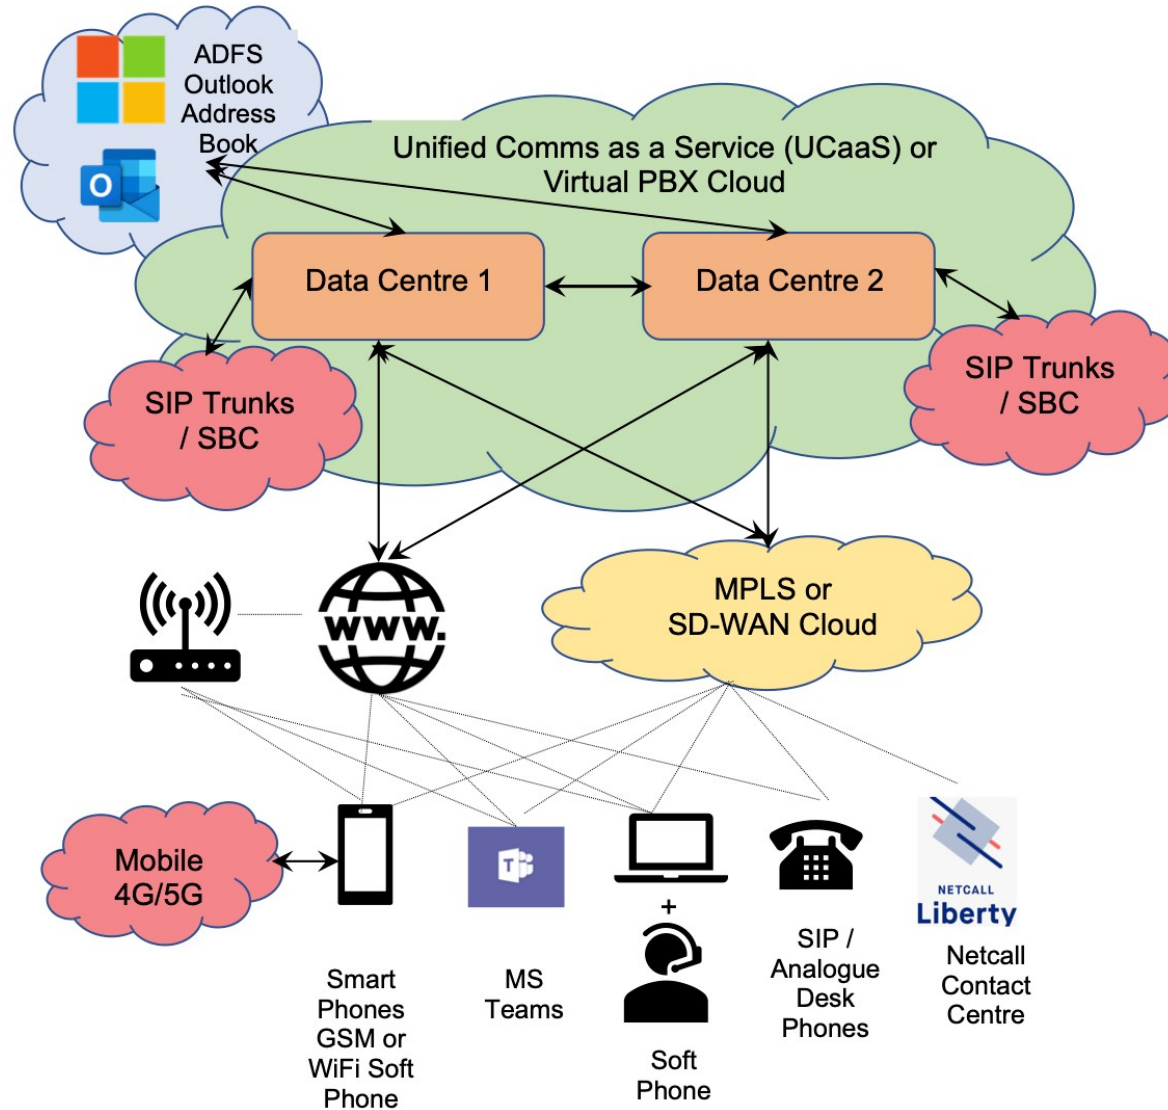 ADFS
Outlook
Address
Book
O
Unified Comms as a Service (UCaaS) or
Virtual PBX Cloud
Data Centre 1
Data Centre 2
SIP Trunks
/ SBC
SIP Trunks
/ SBC
www.
MPLS or
SD-WAN Cloud
Mobile
4G/5G
T
+
NETCALL
Liberty
Smart
Phones
GSM or
WiFi Soft
Phone
MS
Teams
Soft
Phone
SIP /
Analogue
Desk
Phones
Netcall
Contact
Centre